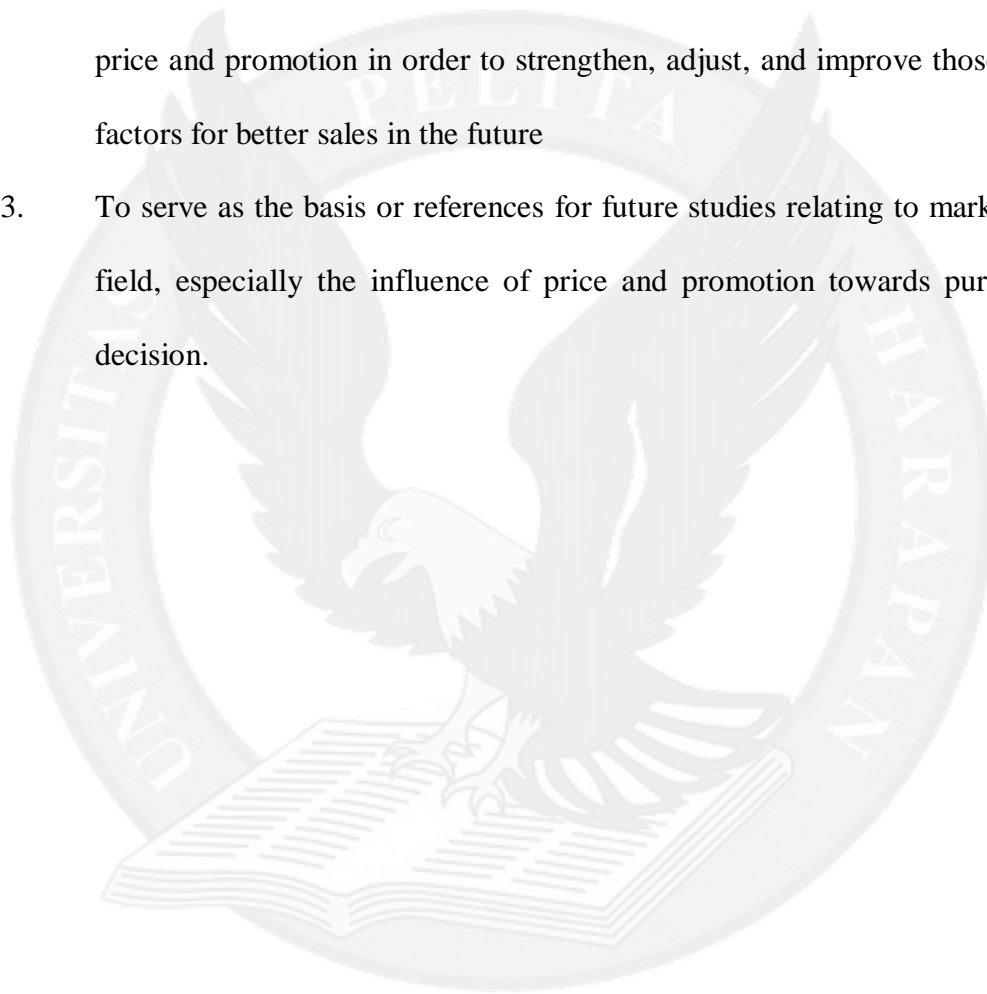 PELITA
price and promotion in order to strengthen, adjust, and improve those
factors for better sales in the future
3. To serve as the basis or references for future studies relating to mark
field, especially the influence of price and promotion towards pur
decision.
UNIVERSITAS
HARAPAN